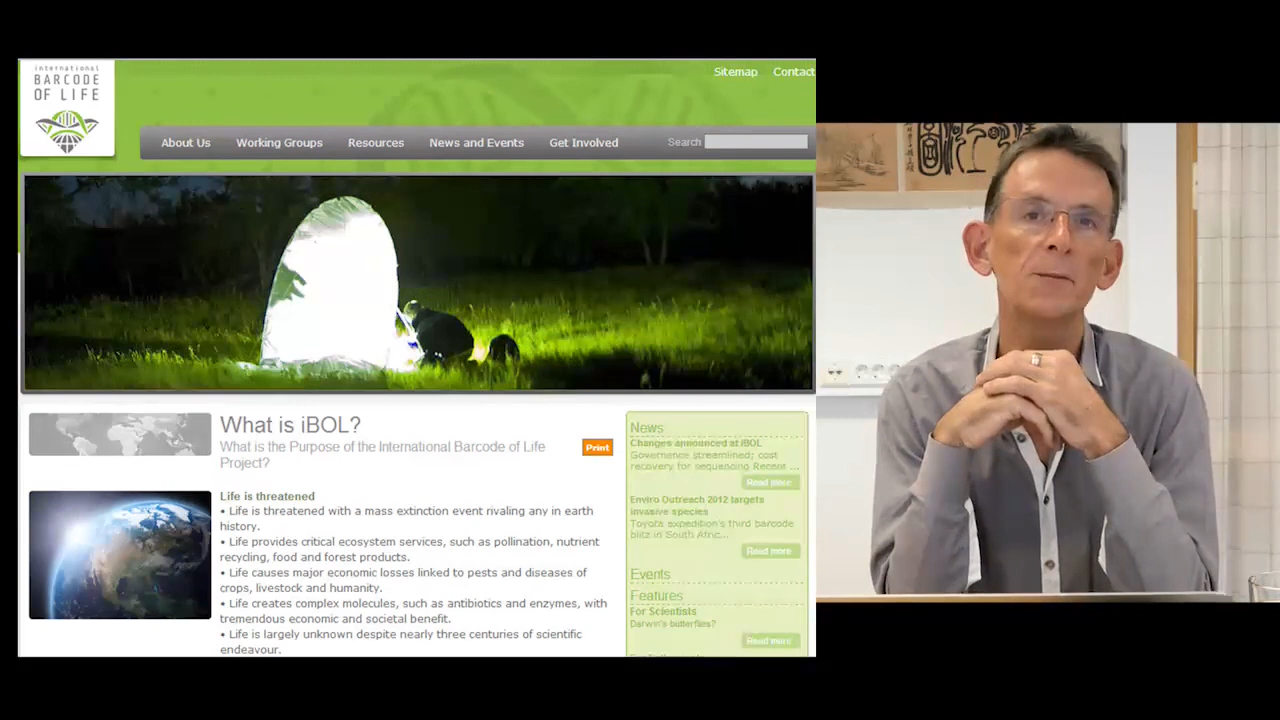 international
BARCODE
OF LIFE
Sitemap Contact
About Us Working Groups Resources News and Events Get Involved Search
What is iBOL?
What is the Purpose of the International Barcode of Life
Project?
Print
Life is threatened
• Life is threatened with a mass extinction event rivaling any in earth
history.
• Life provides critical ecosystem services, such as pollination, nutrient
recycling, food and forest products.
• Life causes major economic losses linked to pests and diseases of
crops, livestock and humanity.
• Life creates complex molecules, such as antibiotics and enzymes, with
tremendous economic and societal benefit.
• Life is largely unknown despite nearly three centuries of scientific
endeavour.
News
Changes announced at iBOL
Governence streamlined; cost
recovery for sequencing Recent ...
Read more
Enviro Outreach 2012 targets
invasive species
Toyota expedition's third barcode
blitz in South Afric...
Read more
Events
Features
For Scientists
Darwin's butterflies?
Read more